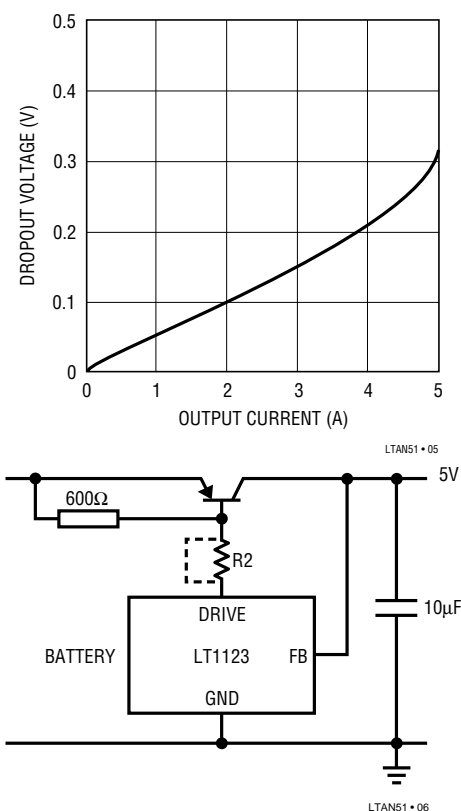 0.5
0.4
0.3
0.2
0.1
0
DROPOUT VOLTAGE (V)
0 1 2 3 4 5
OUTPUT CURRENT (A)
LTAN51 • 05
5V
600Ω
R2
DRIVE
BATTERY LT1123 FB
10µF
GND
LTAN51 • 06